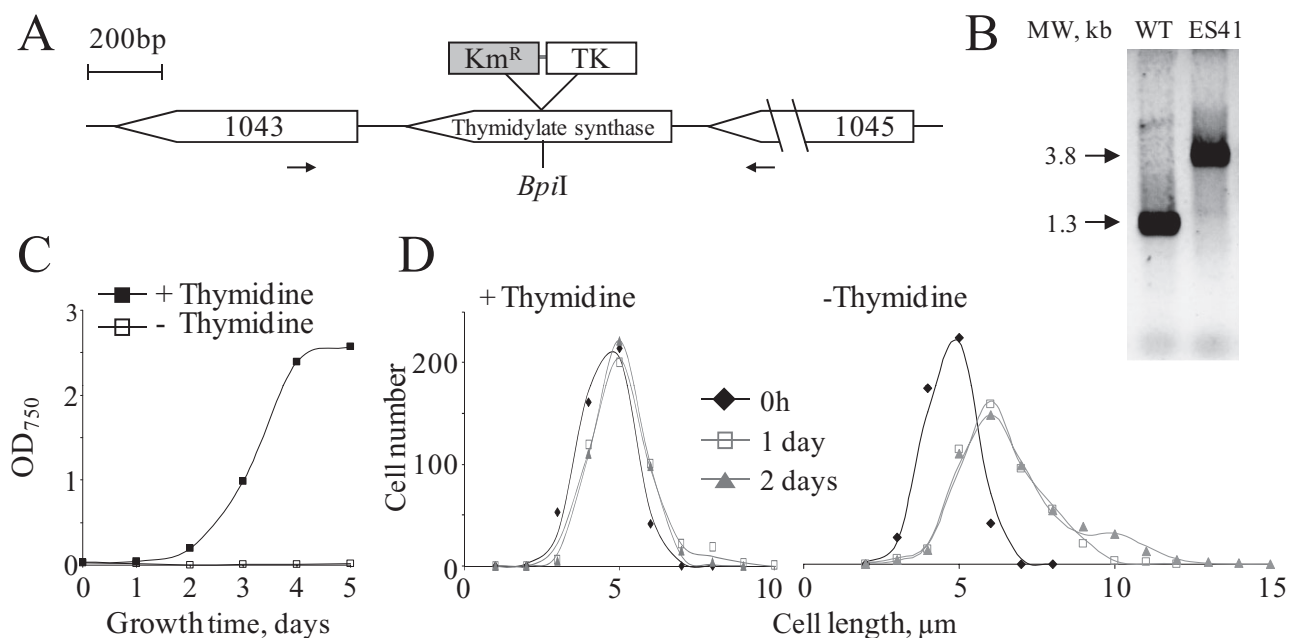 A
200bp
Kmᴿ TK
1043 Thymidylate synthase 1045
BpiI
B
MW, kb WT ES41
3.8
1.3
C
+ Thymidine
- Thymidine
OD₇₅₀
3
2
1
0
0 1 2 3 4 5
Growth time, days
D
+ Thymidine
-Thymidine
Cell number
200
100
0h
1 day
2 days
0 5 10
0 5 10 15
Cell length, μm